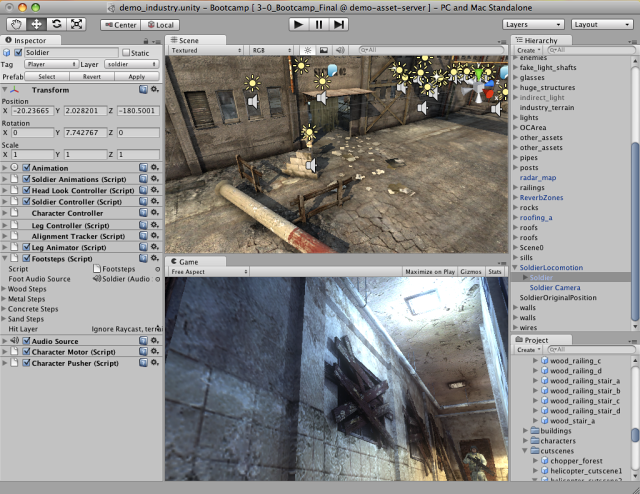 demo_industry.unity - Bootcamp [ 3-0_Bootcamp_Final @ demo-asset-server ] - PC and Mac Standalone
Center Local Layers Layout
Inspector
Soldier Static
Tag Player Layer soldier
Prefab Select Revert Apply
Transform
Position
X -20.23665 Y 2.028201 Z -180.5001
Rotation
X 0 Y 7.742767 Z 0
Scale
X 1 Y 1 Z 1
Animation
Soldier Animations (Script)
Head Look Controller (Script)
Soldier Controller (Script)
Character Controller
Leg Controller (Script)
Alignment Tracker (Script)
Leg Animator (Script)
Footsteps (Script)
Script Footsteps
Foot Audio Source Soldier (Audio
Wood Steps
Metal Steps
Concrete Steps
Sand Steps
Hit Layer Ignore Raycast, terra
Audio Source
Character Motor (Script)
Character Pusher (Script)
Scene
Textured RGB All
Game
Free Aspect Maximize on Play Gizmos Stats
Hierarchy
Create All
enemies
fake_light_shafts
glasses
huge_structures
indirect_light
industry_terrain
lights
OCArea
other_assets
other_assets
pipes
posts
radar_map
railings
ReverbZones
rocks
roofing_a
roofs
roofs
Scene0
sills
SoldierLocomotion
Soldier
Soldier Camera
SoldierOriginalPosition
walls
walls
wires
Project
Create All
wood_railing_c
wood_railing_d
wood_railing_stair_a
wood_railing_stair_b
wood_railing_stair_c
wood_railing_stair_d
wood_stair_a
buildings
characters
cutscenes
chopper_forest
helicopter_cutscene1
helicopter_cutscene2